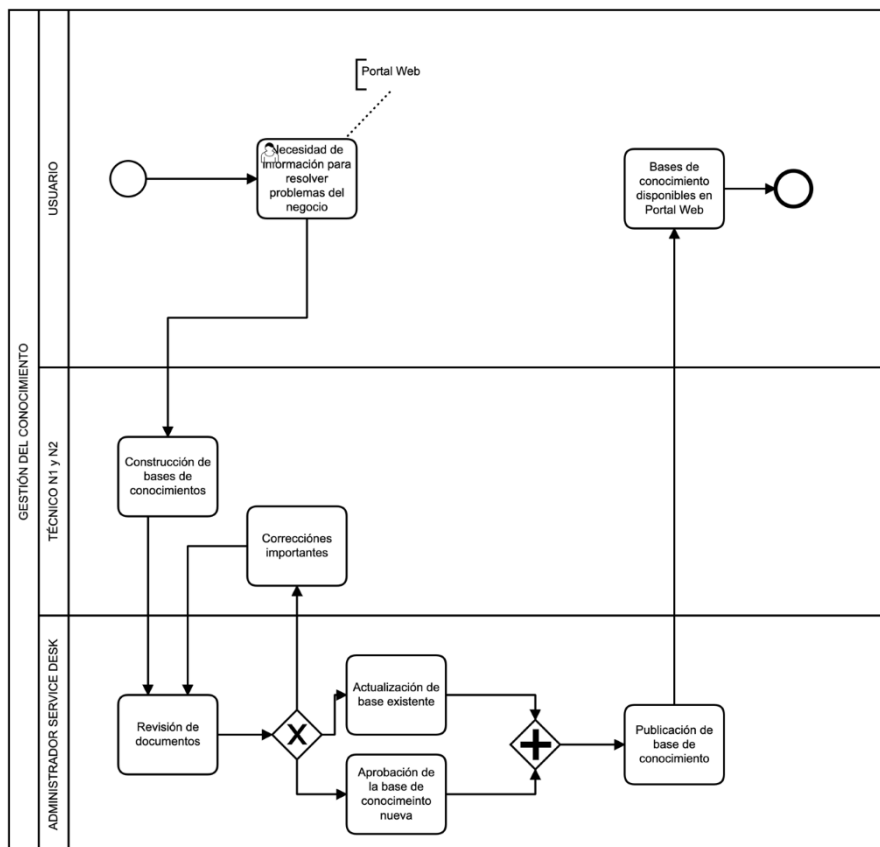 GESTIÓN DEL CONOCIMIENTO
USUARIO
Portal Web
Necesidad de
información para
resolver
problemas del
negocio
Bases de
conocimiento
disponibles en
Portal Web
TÉCNICO N1 y N2
Construcción de
bases de
conocimientos
Correcciónes
importantes
ADMINISTRADOR SERVICE DESK
Revisión de
documentos
X
Actualización de
base existente
Aprobación de
la base de
conocimeinto
nueva
Publicación de
base de
conocimiento